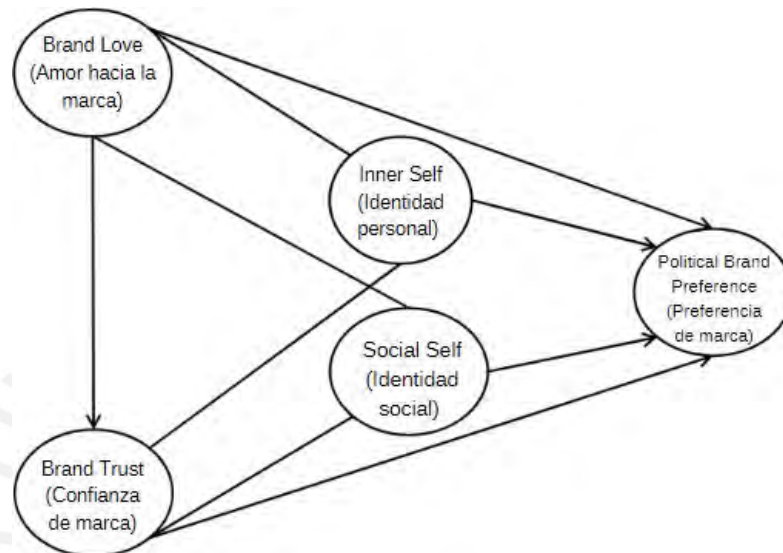 Brand Love
(Amor hacia la
marca)
Inner Self
(Identidad
personal)
Political Brand
Preference
(Preferencia
de marca)
Social Self
(Identidad
social)
Brand Trust
(Confianza
de marca)